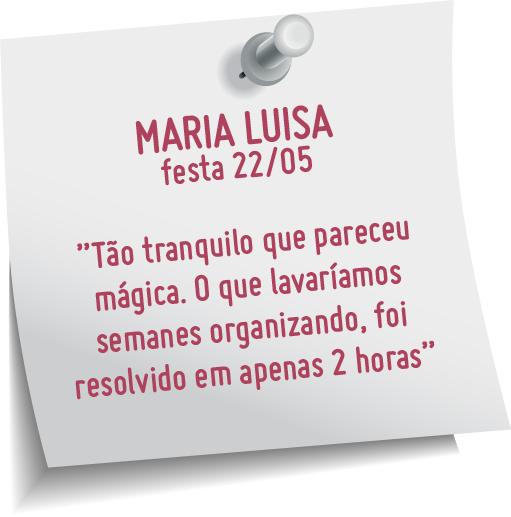 MARIA LUISA
festa 22/05
"Tão tranquilo que pareceu
mágica. O que lavaríamos
semanes organizando, foi
resolvido em apenas 2 horas"